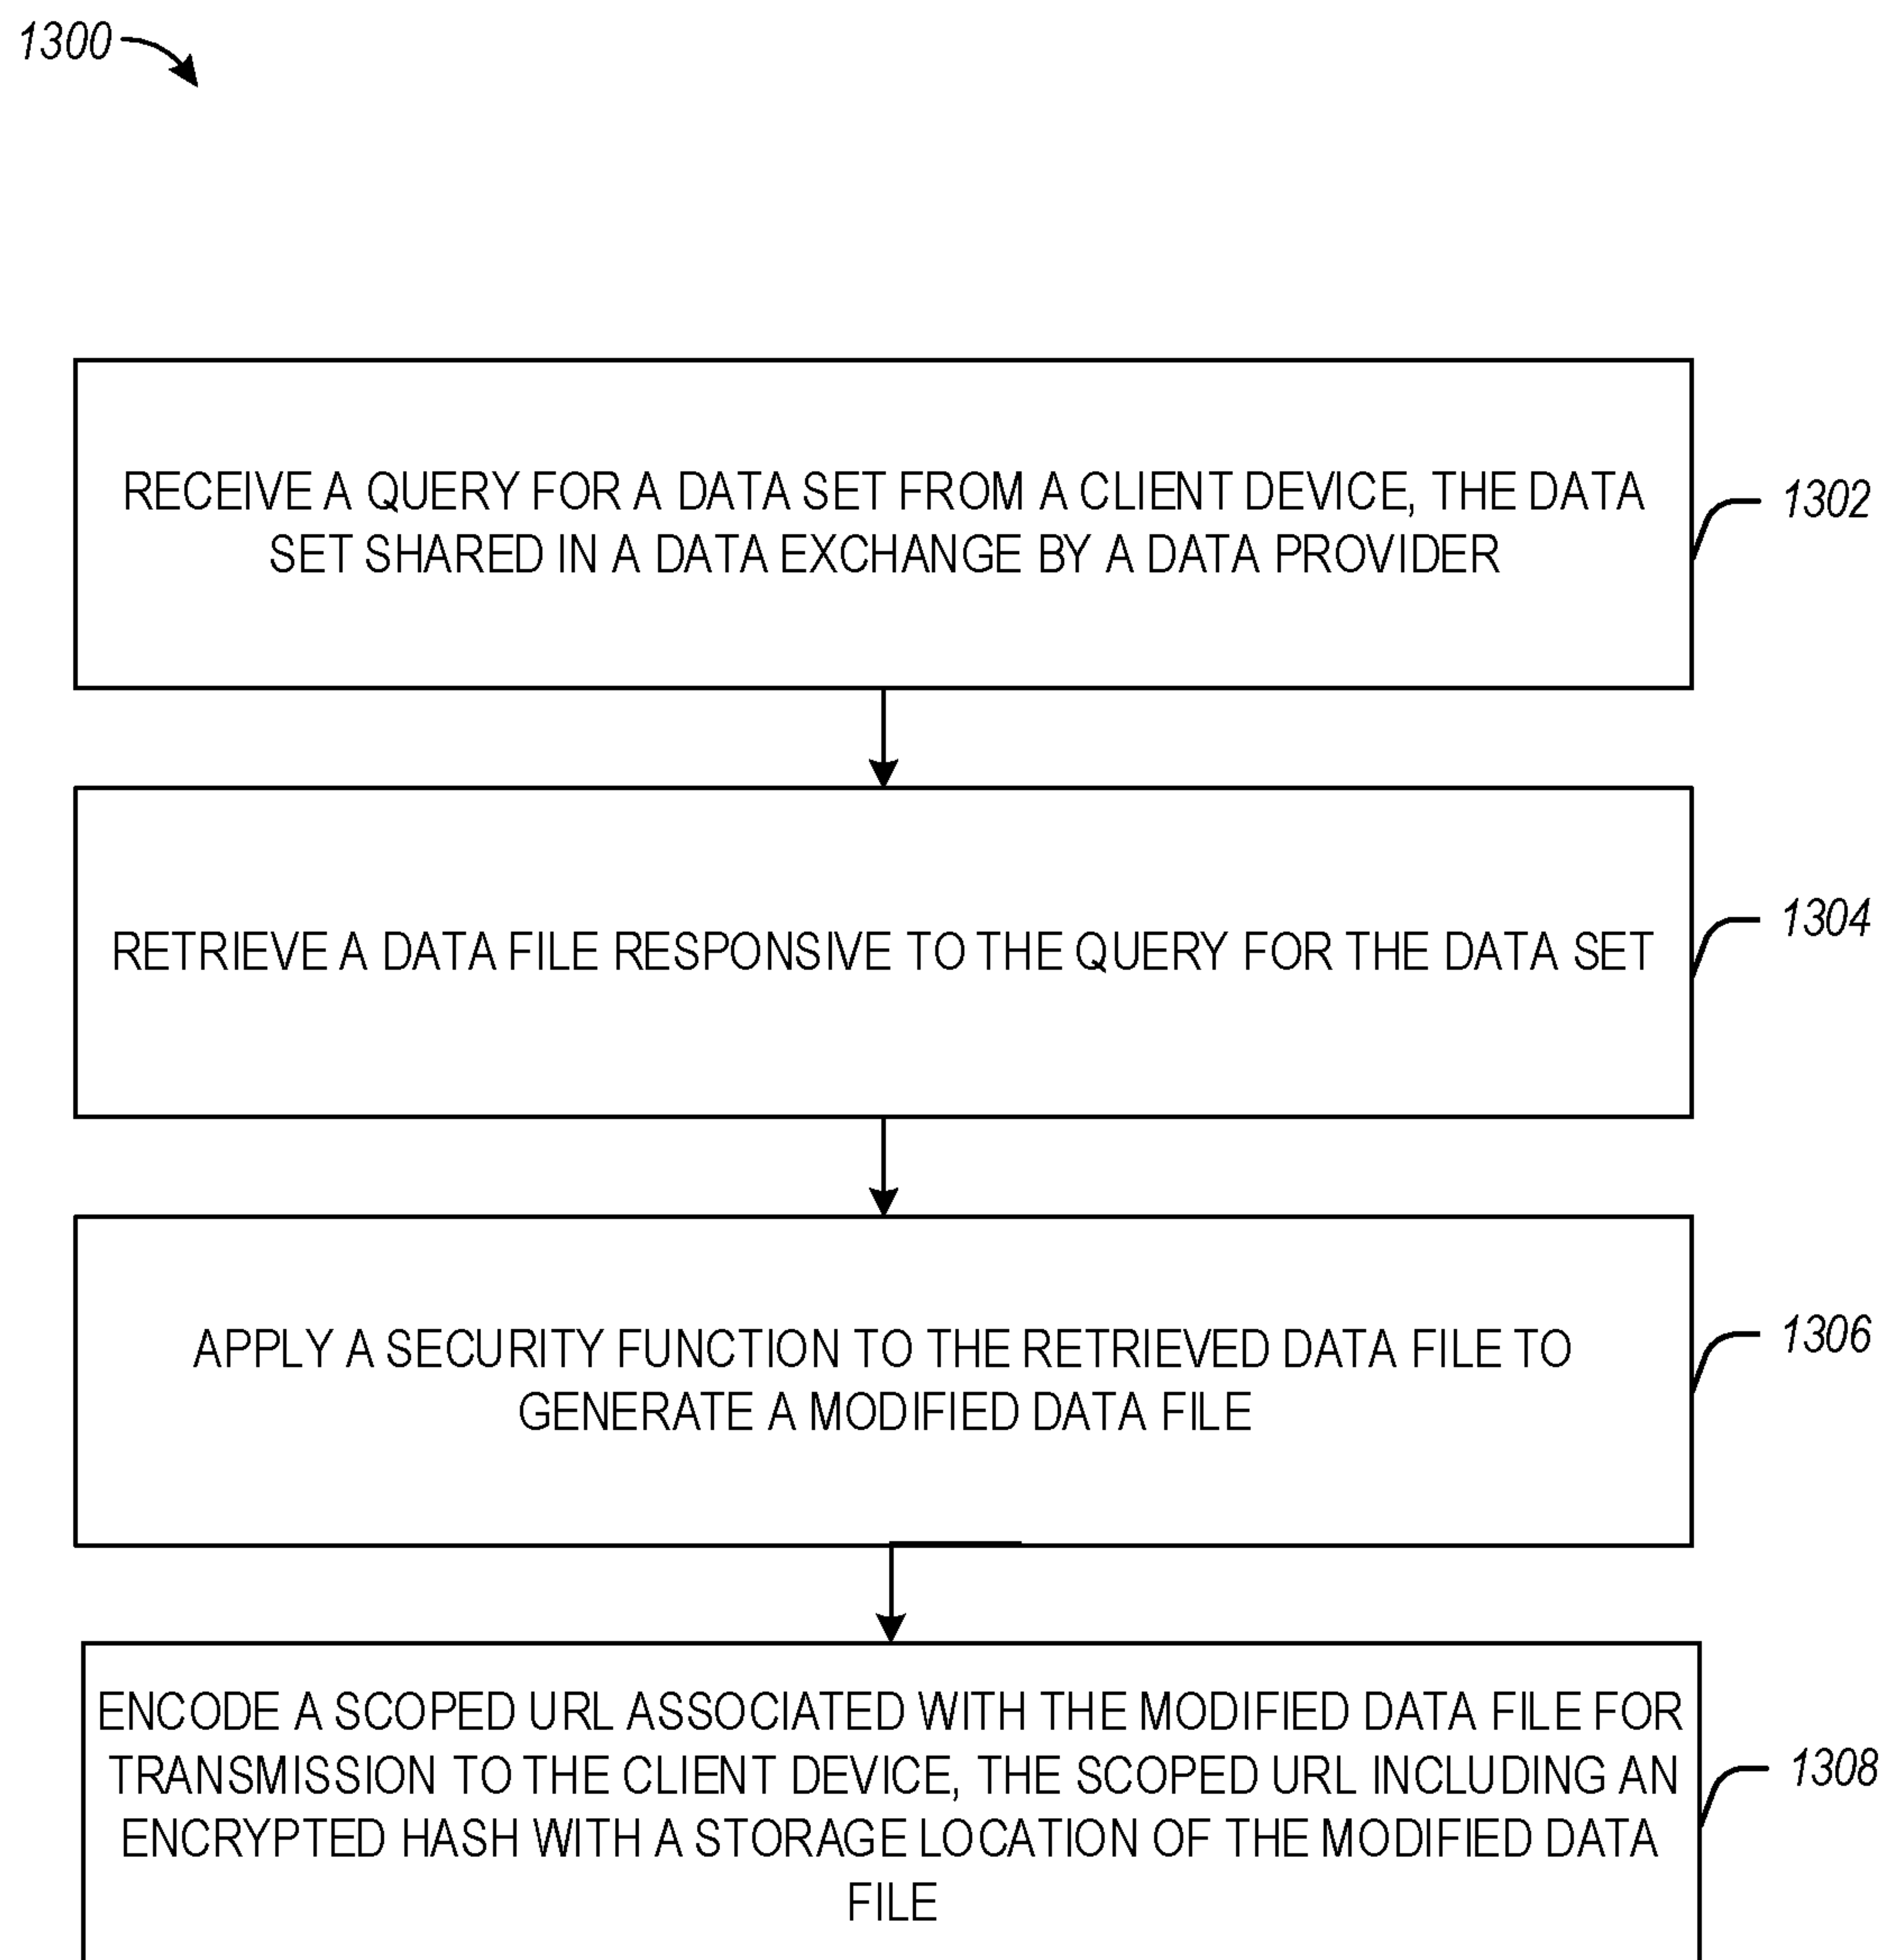 1300
RECEIVE A QUERY FOR A DATA SET FROM A CLIENT DEVICE, THE DATA
SET SHARED IN A DATA EXCHANGE BY A DATA PROVIDER
1302
RETRIEVE A DATA FILE RESPONSIVE TO THE QUERY FOR THE DATA SET
1304
APPLY A SECURITY FUNCTION TO THE RETRIEVED DATA FILE TO
GENERATE A MODIFIED DATA FILE
1306
ENCODE A SCOPED URL ASSOCIATED WITH THE MODIFIED DATA FILE FOR
TRANSMISSION TO THE CLIENT DEVICE, THE SCOPED URL INCLUDING AN
ENCRYPTED HASH WITH A STORAGE LOCATION OF THE MODIFIED DATA
FILE
1308